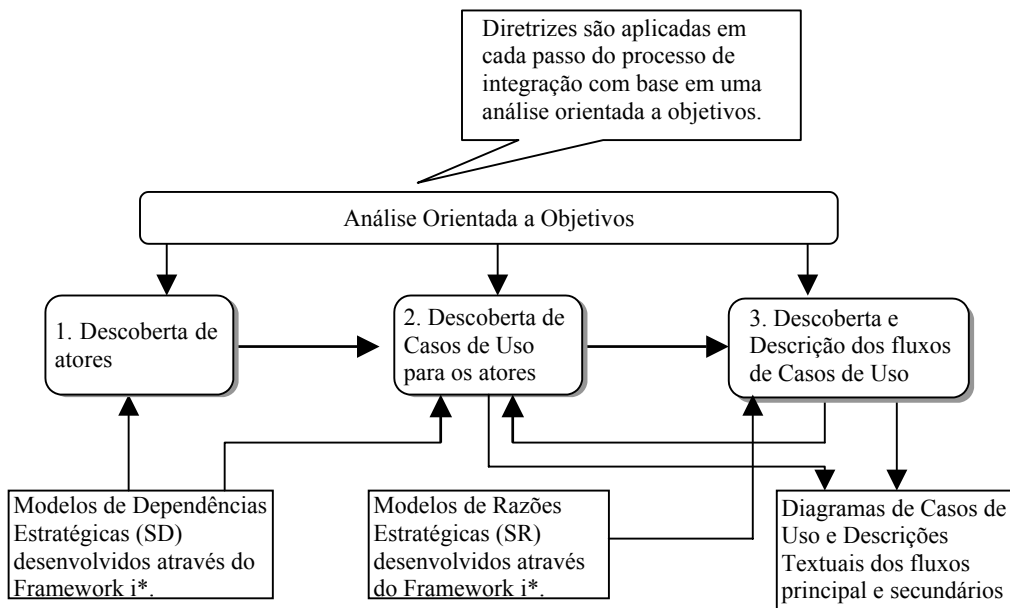 Diretrizes são aplicadas em
cada passo do processo de
integração com base em uma
análise orientada a objetivos.
Análise Orientada a Objetivos
1. Descoberta de
atores
2. Descoberta de
Casos de Uso
para os atores
3. Descoberta e
Descrição dos fluxos
de Casos de Uso
Modelos de Dependências
Estratégicas (SD)
desenvolvidos através do
Framework i*.
Modelos de Razões
Estratégicas (SR)
desenvolvidos através
do Framework i*.
Diagramas de Casos de
Uso e Descrições
Textuais dos fluxos
principal e secundários